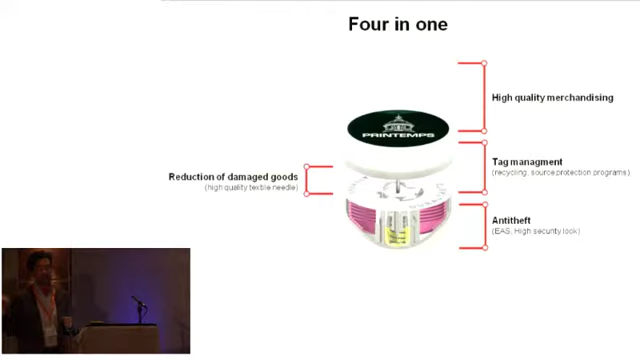 Four in one
High quality merchandising
PRINTEMPS
Tag managment
(recycling, source protection programs)
Reduction of damaged goods
(high quality textile needle)
Antitheft
(EAS, High security lock)